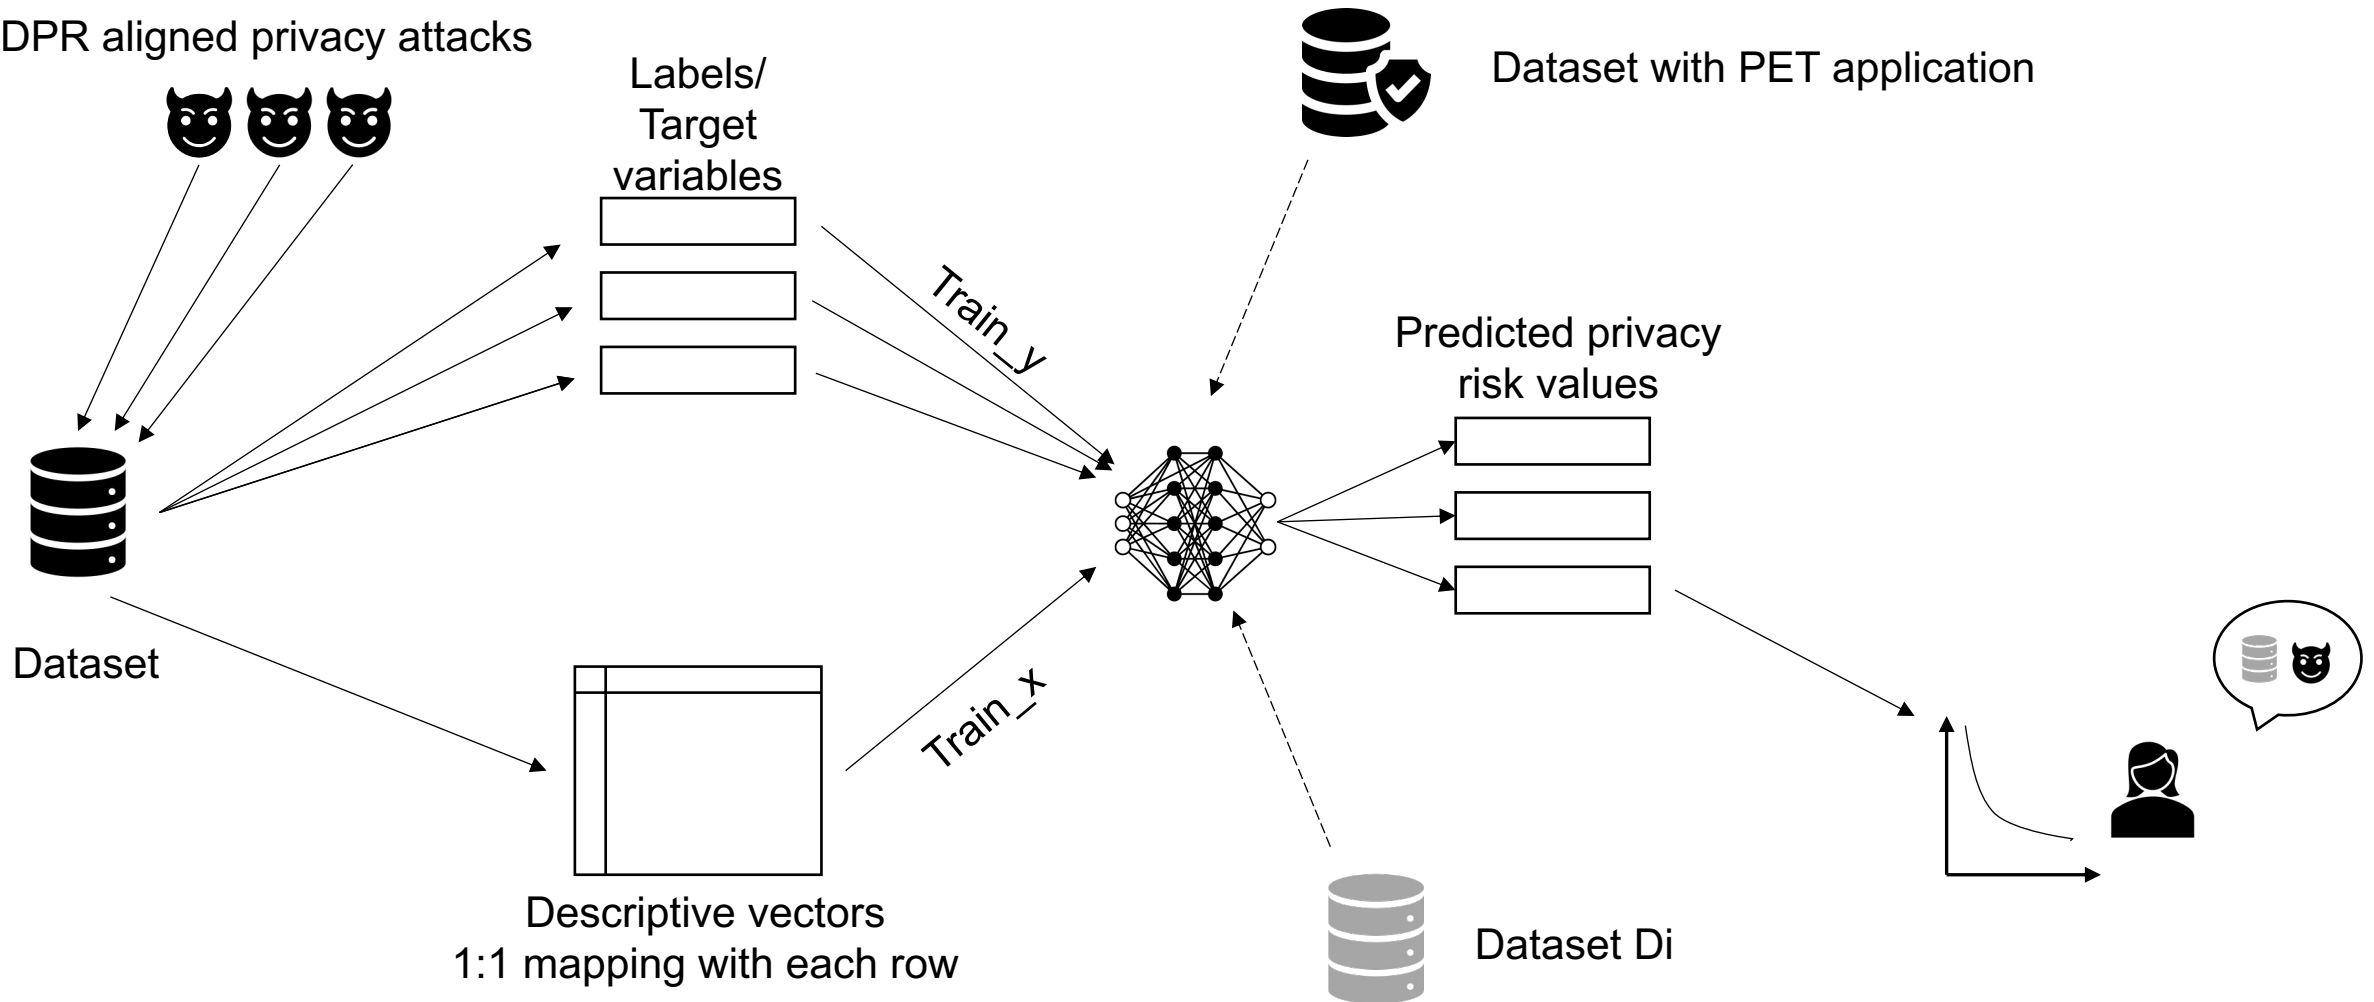 DPR aligned privacy attacks
Labels/
Target
variables
Dataset with PET application
Train_y
Predicted privacy
risk values
Dataset
Train_x
Descriptive vectors
1:1 mapping with each row
Dataset Di